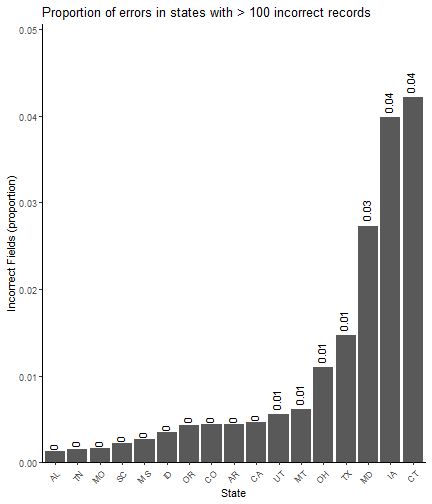 Proportion of errors in states with > 100 incorrect records
Incorrect Fields (proportion)
0.05
0.04
0.03
0.02
0.01
0.00
0 0 0 0 0 0 0 0 0 0 0.01 0.01 0.01 0.01 0.03 0.04 0.04
AL TN MO SC MS ID OR CO AR CA UT MT OH TX MD IA CT
State